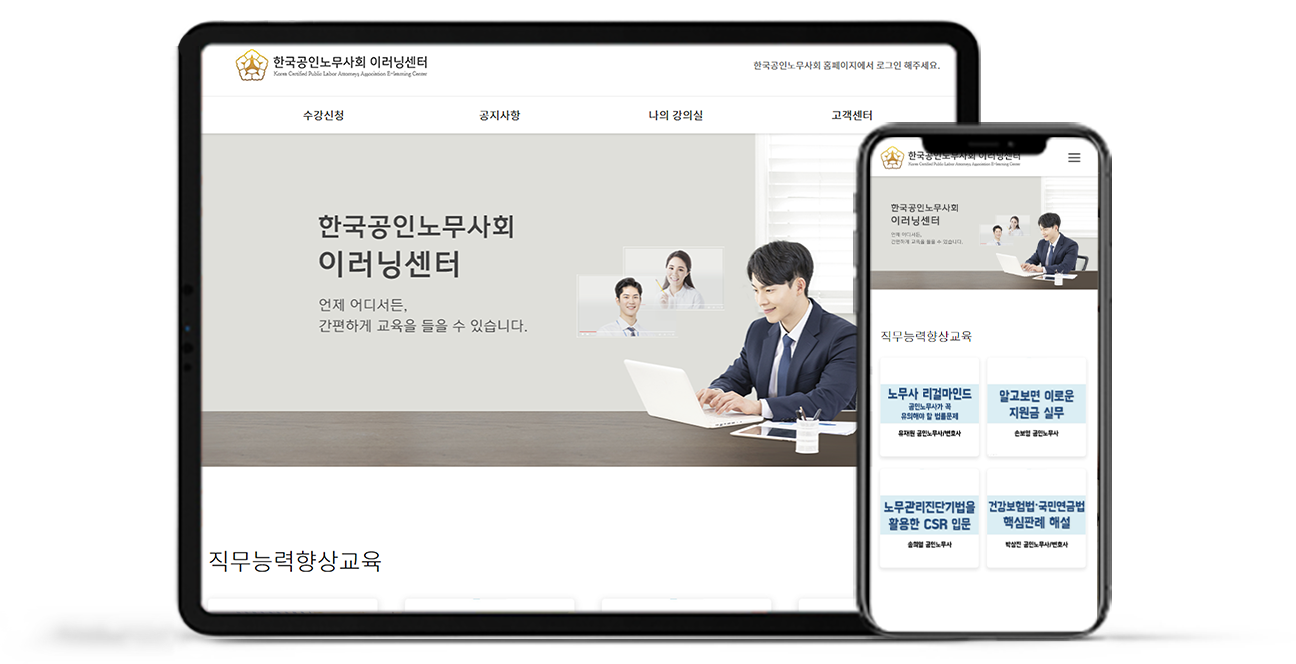 한국공인노무사회 이러닝센터
Korea Certified Public Labor Attorneys Association E-learning Center
한국공인노무사회 홈페이지에서 로그인 해주세요.
수강신청
공지사항
나의 강의실
고객센터
한국공인노무사회
이러닝센터
언제 어디서든,
간편하게 교육을 들을 수 있습니다.
직무능력향상교육
한국공인노무사회 이러닝센터
Korea Certified Public Labor Attorneys Association E-learning Center
한국공인노무사회
이러닝센터
언제 어디서든,
간편하게 교육을 들을 수 있습니다.
직무능력향상교육
노무사 리걸마인드
공인노무사가 꼭
유의해야 할 법률문제
유재원 공인노무사/변호사
알고보면 이로운
지원금 실무
손보람 공인노무사
노무관리진단기법을
활용한 CSR 입문
공인노무사
건강보험법·국민연금법
핵심판례 해설
박삼진 공인노무사/변호사